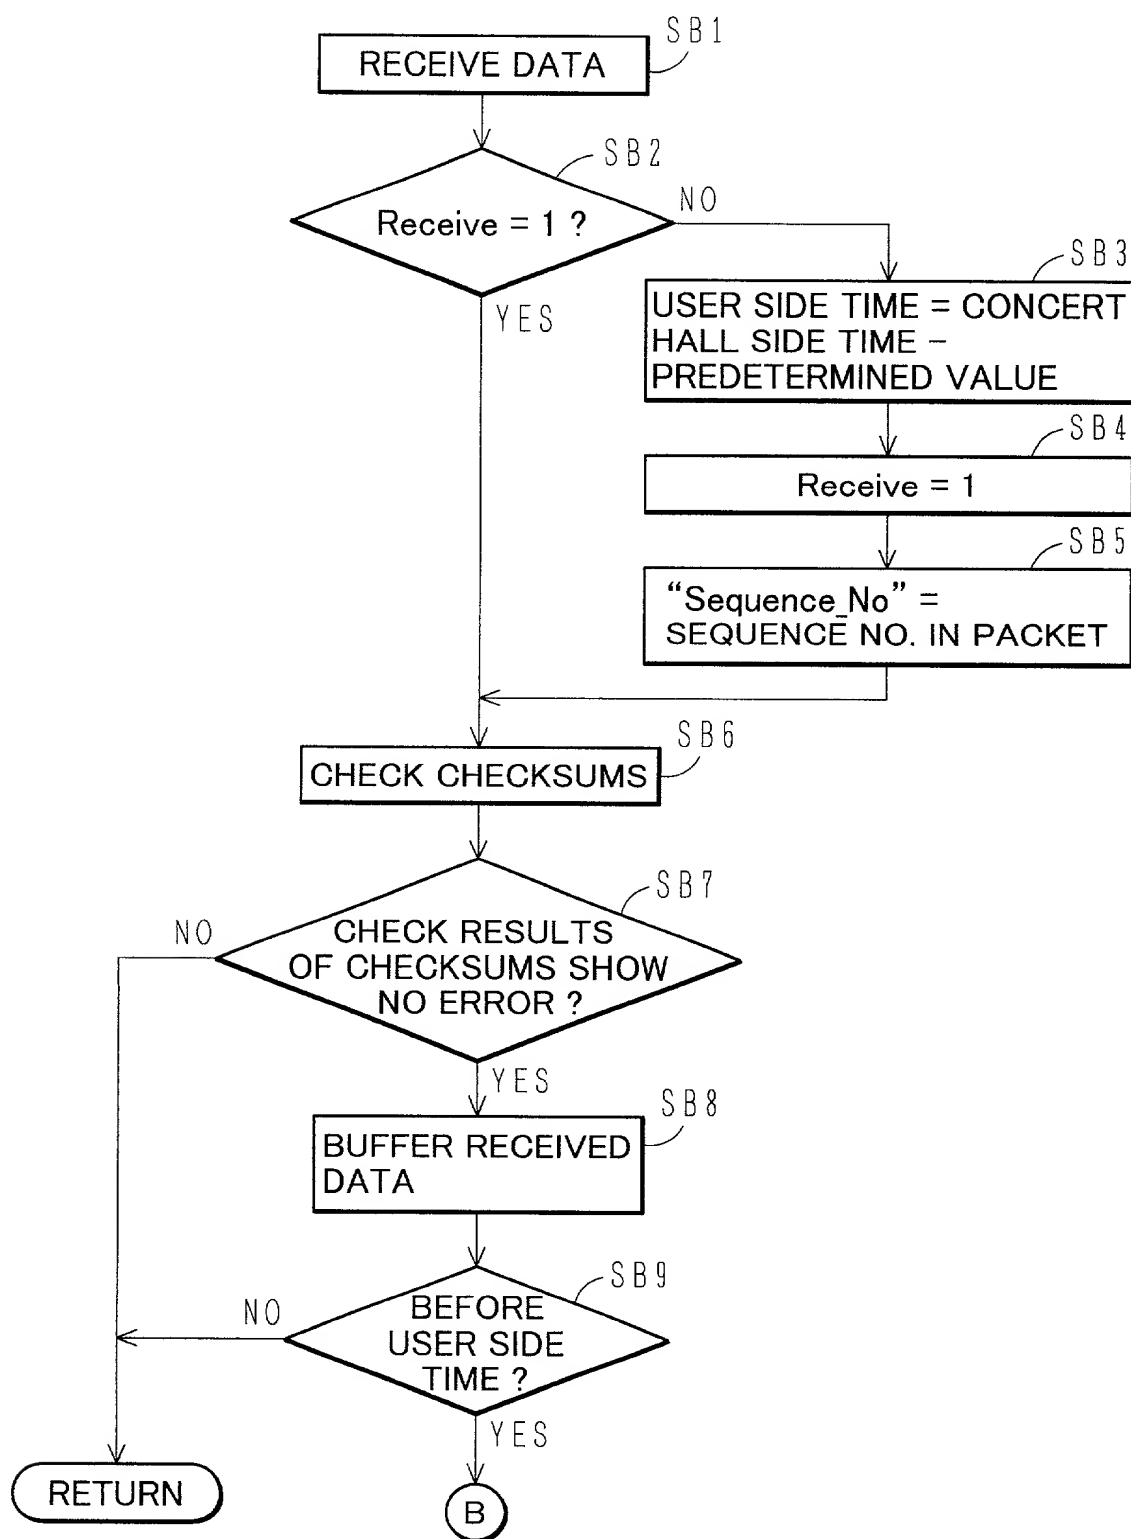 SB1
RECEIVE DATA
SB2
Receive = 1 ?
NO
YES
SB3
USER SIDE TIME = CONCERT
HALL SIDE TIME -
PREDETERMINED VALUE
SB4
Receive = 1
SB5
“Sequence_No” =
SEQUENCE NO. IN PACKET
SB6
CHECK CHECKSUMS
SB7
NO
CHECK RESULTS
OF CHECKSUMS SHOW
NO ERROR ?
YES
SB8
BUFFER RECEIVED
DATA
SB9
NO
BEFORE
USER SIDE
TIME ?
YES
RETURN
B